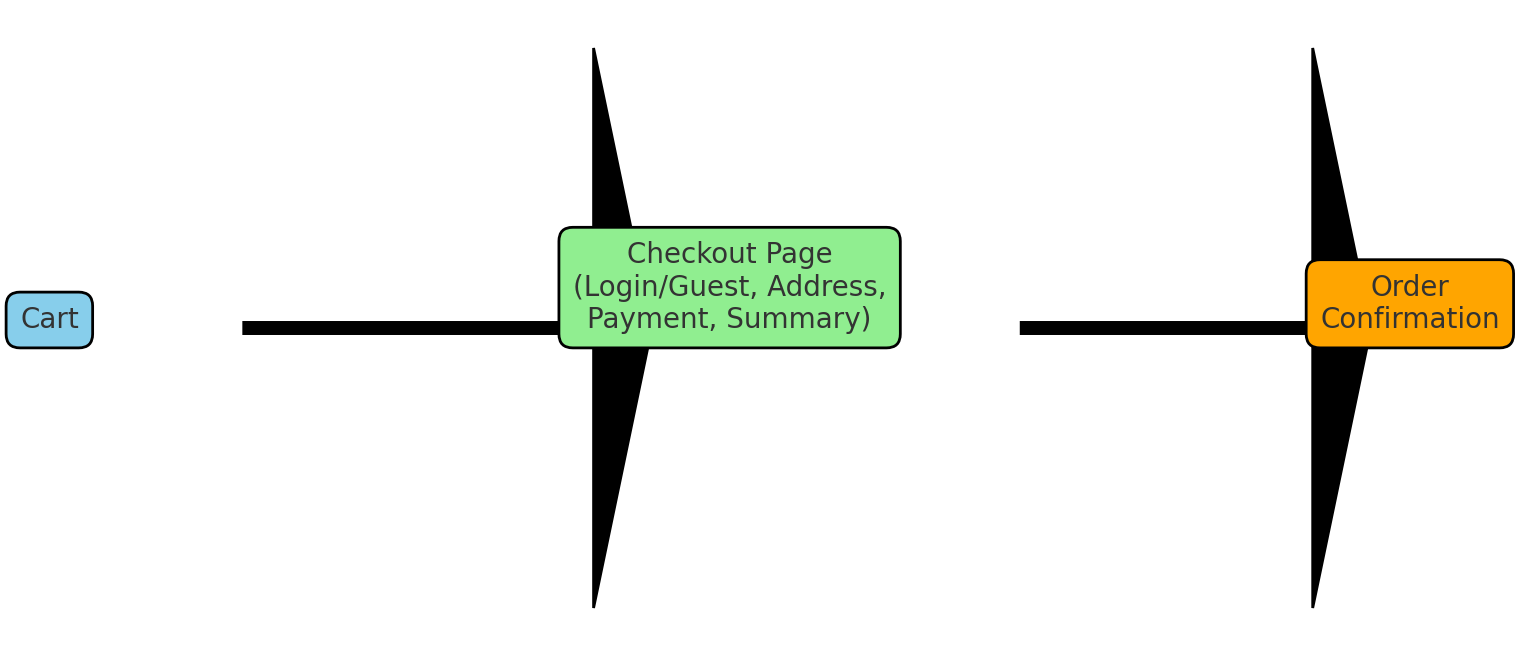 Cart
Checkout Page
(Login/Guest, Address,
Payment, Summary)
Order
Confirmation